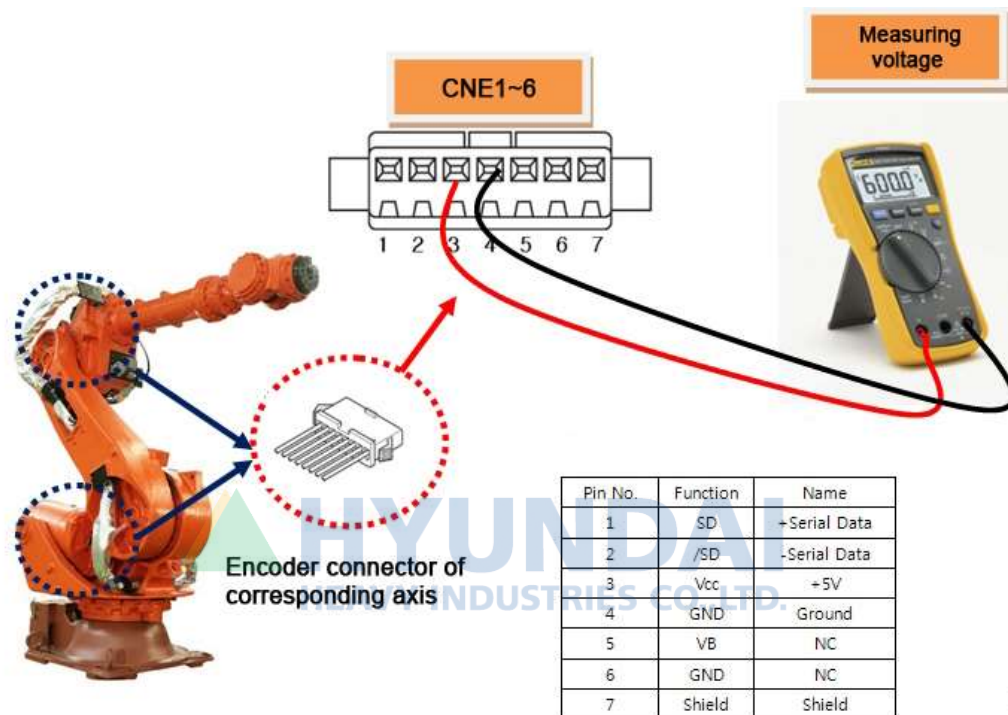 Measuring
voltage
CNE1~6
600.0
1 2 3 4 5 6 7
Encoder connector of
corresponding axis
HYUNDAI
HEAVY INDUSTRIES CO.,LTD.
Pin No. Function Name
1 SD +Serial Data
2 /SD -Serial Data
3 Vcc +5V
4 GND Ground
5 VB NC
6 GND NC
7 Shield Shield